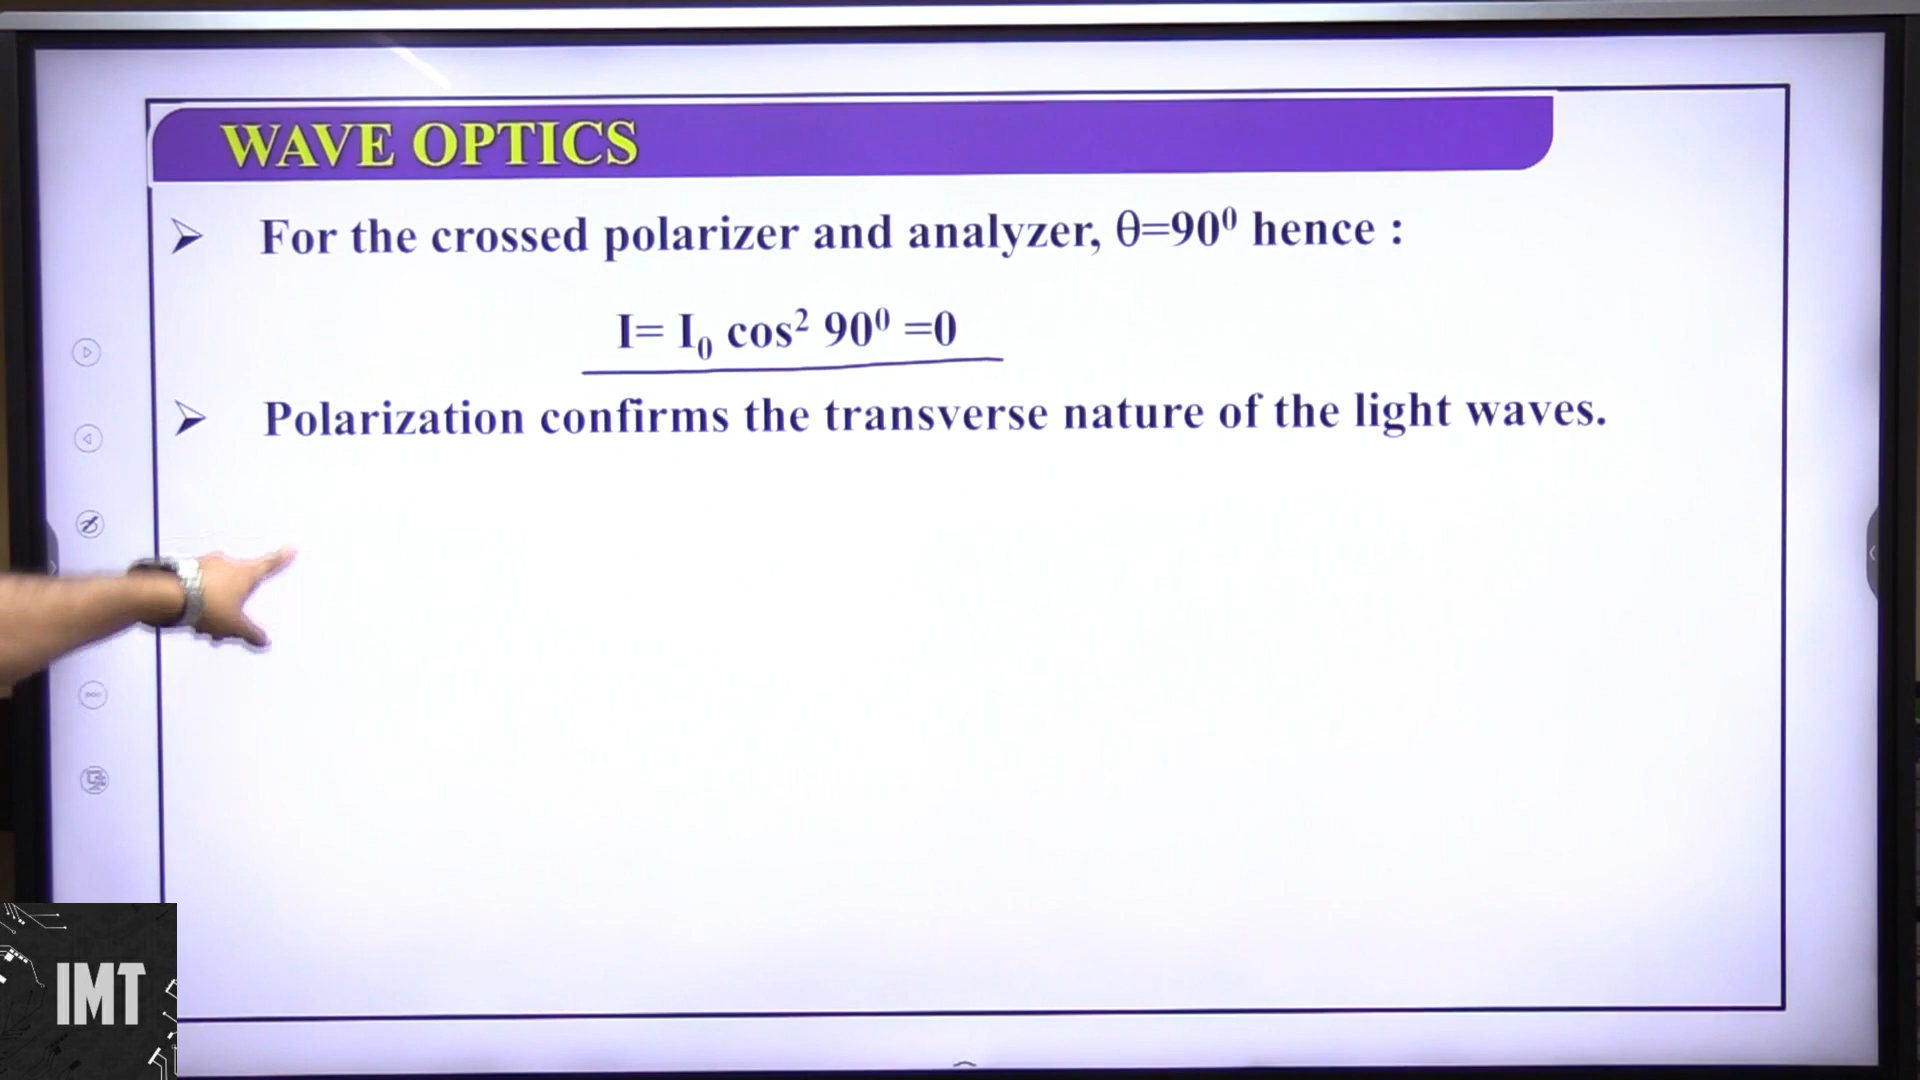 WAVE OPTICS
➢ For the crossed polarizer and analyzer, θ=90⁰ hence :
I= I₀ cos² 90⁰ =0
➢ Polarization confirms the transverse nature of the light waves.
IMT